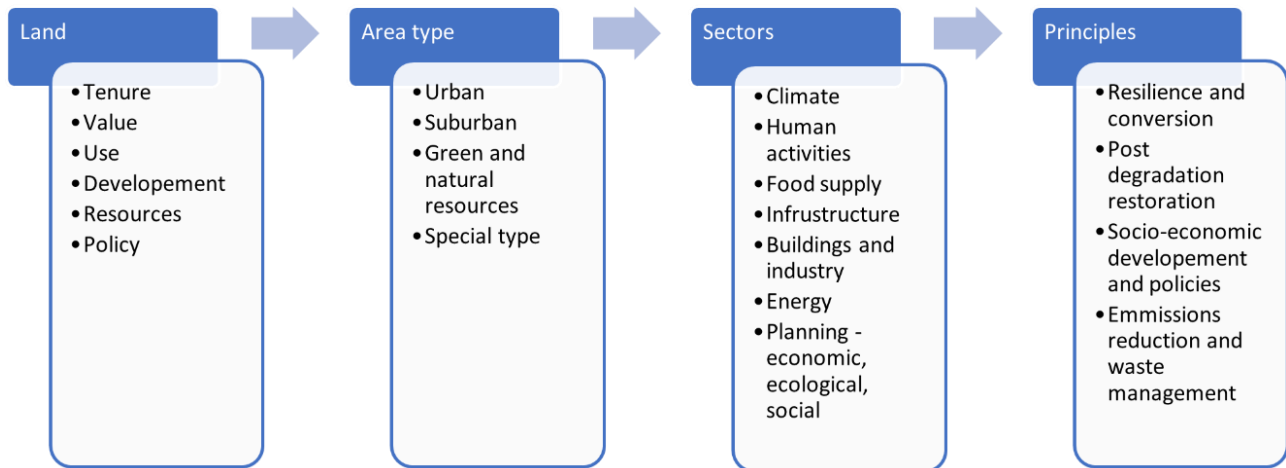 Land
• Tenure
• Value
• Use
• Developement
• Resources
• Policy
Area type
• Urban
• Suburban
• Green and
natural
resources
• Special type
Sectors
• Climate
• Human
activities
• Food supply
• Infrustructure
• Buildings and
industry
• Energy
• Planning -
economic,
ecological,
social
Principles
• Resilience and
conversion
• Post
degradation
restoration
• Socio-economic
developement
and policies
• Emmissions
reduction and
waste
management